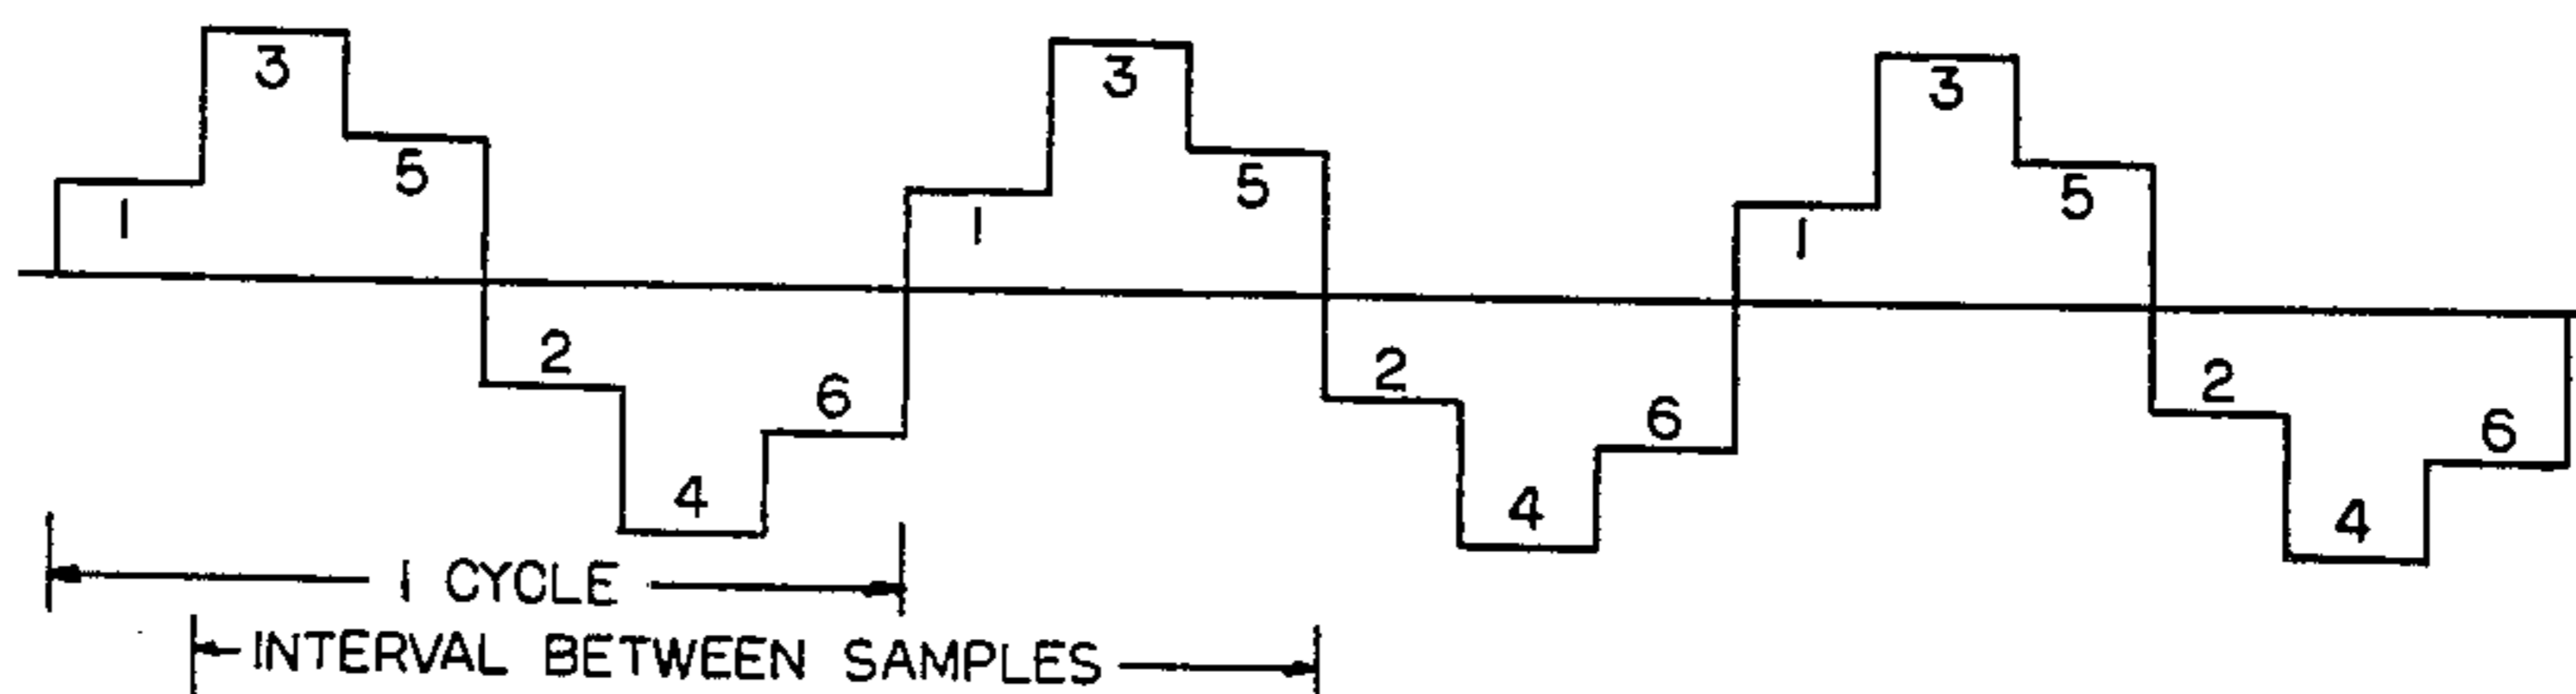 3 3 3
5 5 5
1 1 1
2 2 2
6 6 6
4 4 4
1 CYCLE
INTERVAL BETWEEN SAMPLES